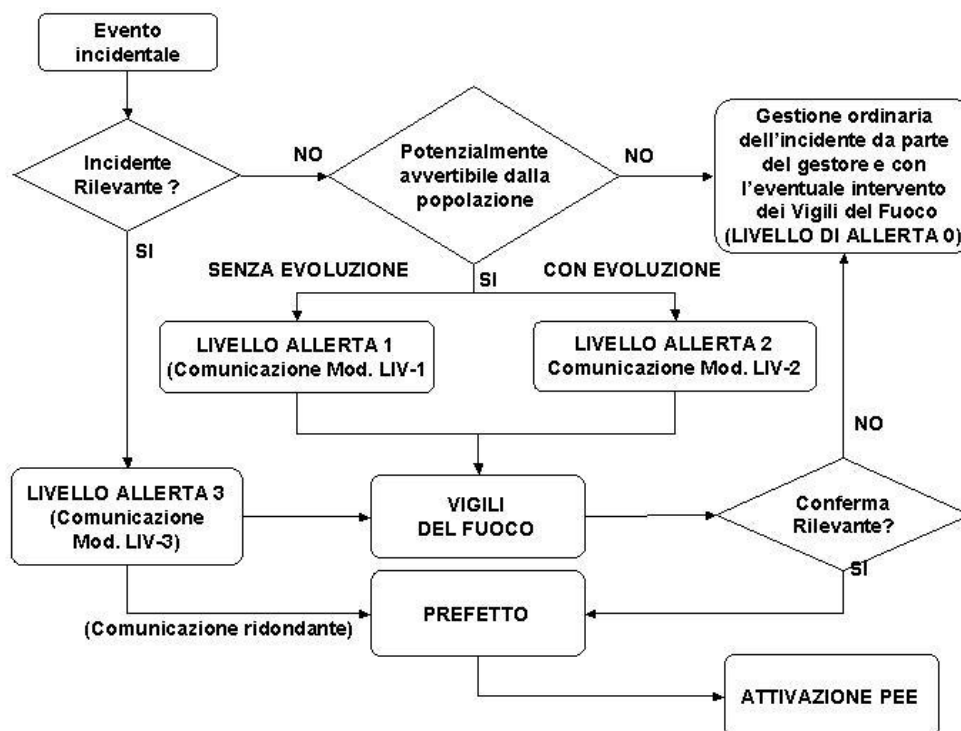 Evento
incidentale
Incidente
Rilevante ?
NO
Potenzialmente
avvertibile dalla
popolazione
NO
Gestione ordinaria
dell'incidente da parte
del gestore e con
l'eventuale intervento
dei Vigili del Fuoco
(LIVELLO DI ALLERTA 0)
SI
SENZA EVOLUZIONE
SI
CON EVOLUZIONE
LIVELLO ALLERTA 1
(Comunicazione Mod. LIV-1
LIVELLO ALLERTA 2
Comunicazione Mod. LIV-2
NO
LIVELLO ALLERTA 3
(Comunicazione
Mod. LIV-3)
VIGILI
DEL FUOCO
Conferma
Rilevante?
SI
(Comunicazione ridondante)
PREFETTO
ATTIVAZIONE PEE